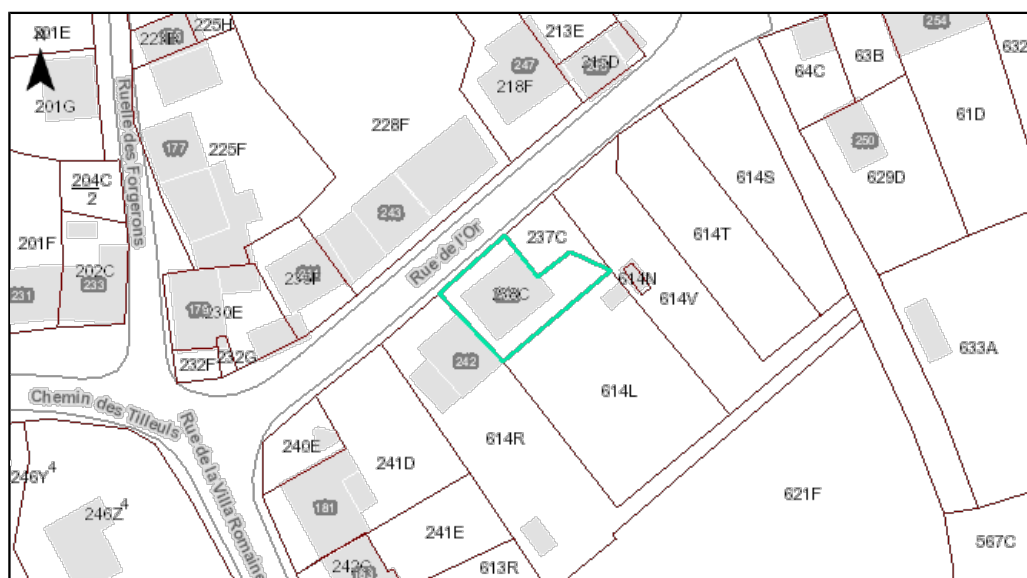 201E
225H
213E
254
632
N
247
215D
64C
63B
218F
201G
61D
228F
250
177
225F
614S
629D
204C
2
Ruelle des Forgerons
243
614T
201F
237C
Rue de l'Or
202C
233
231
614N
614V
179
230E
242
633A
232F
232G
614L
Chemin des Tilleuls
Rue de la Villa Romaine
240E
614R
241D
246Y 4
621F
246Z 4
181
241E
567C
242C
613R